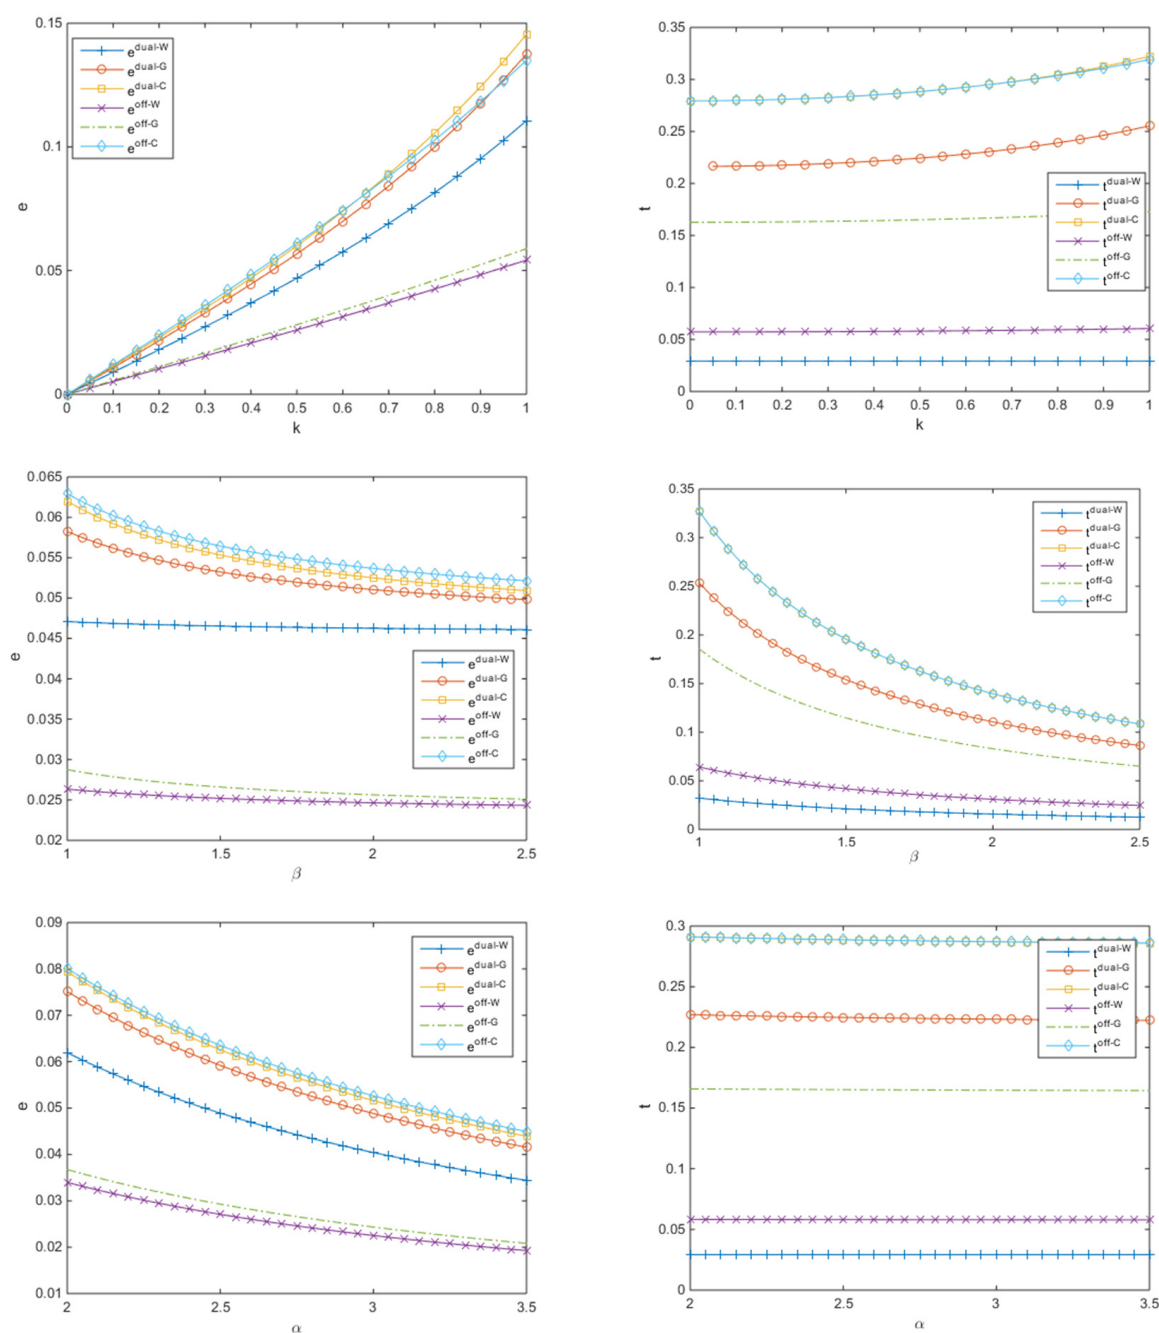 0.15
0.1
0.05
0
e
e^dual-W
e^dual-G
e^dual-C
e^off-W
e^off-G
e^off-C
0 0.1 0.2 0.3 0.4 0.5 0.6 0.7 0.8 0.9 1
k
0.35
0.3
0.25
0.2
0.15
0.1
0.05
0
t
t^dual-W
t^dual-G
t^dual-C
t^off-W
t^off-G
t^off-C
0 0.1 0.2 0.3 0.4 0.5 0.6 0.7 0.8 0.9 1
k
0.065
0.06
0.055
0.05
0.045
0.04
0.035
0.03
0.025
0.02
e
e^dual-W
e^dual-G
e^dual-C
e^off-W
e^off-G
e^off-C
1 1.5 2 2.5
β
0.35
0.3
0.25
0.2
0.15
0.1
0.05
0
t
t^dual-W
t^dual-G
t^dual-C
t^off-W
t^off-G
t^off-C
1 1.5 2 2.5
β
0.09
0.08
0.07
0.06
0.05
0.04
0.03
0.02
0.01
e
e^dual-W
e^dual-G
e^dual-C
e^off-W
e^off-G
e^off-C
2 2.5 3 3.5
α
0.3
0.25
0.2
0.15
0.1
0.05
0
t
t^dual-W
t^dual-G
t^dual-C
t^off-W
t^off-G
t^off-C
2 2.5 3 3.5
α